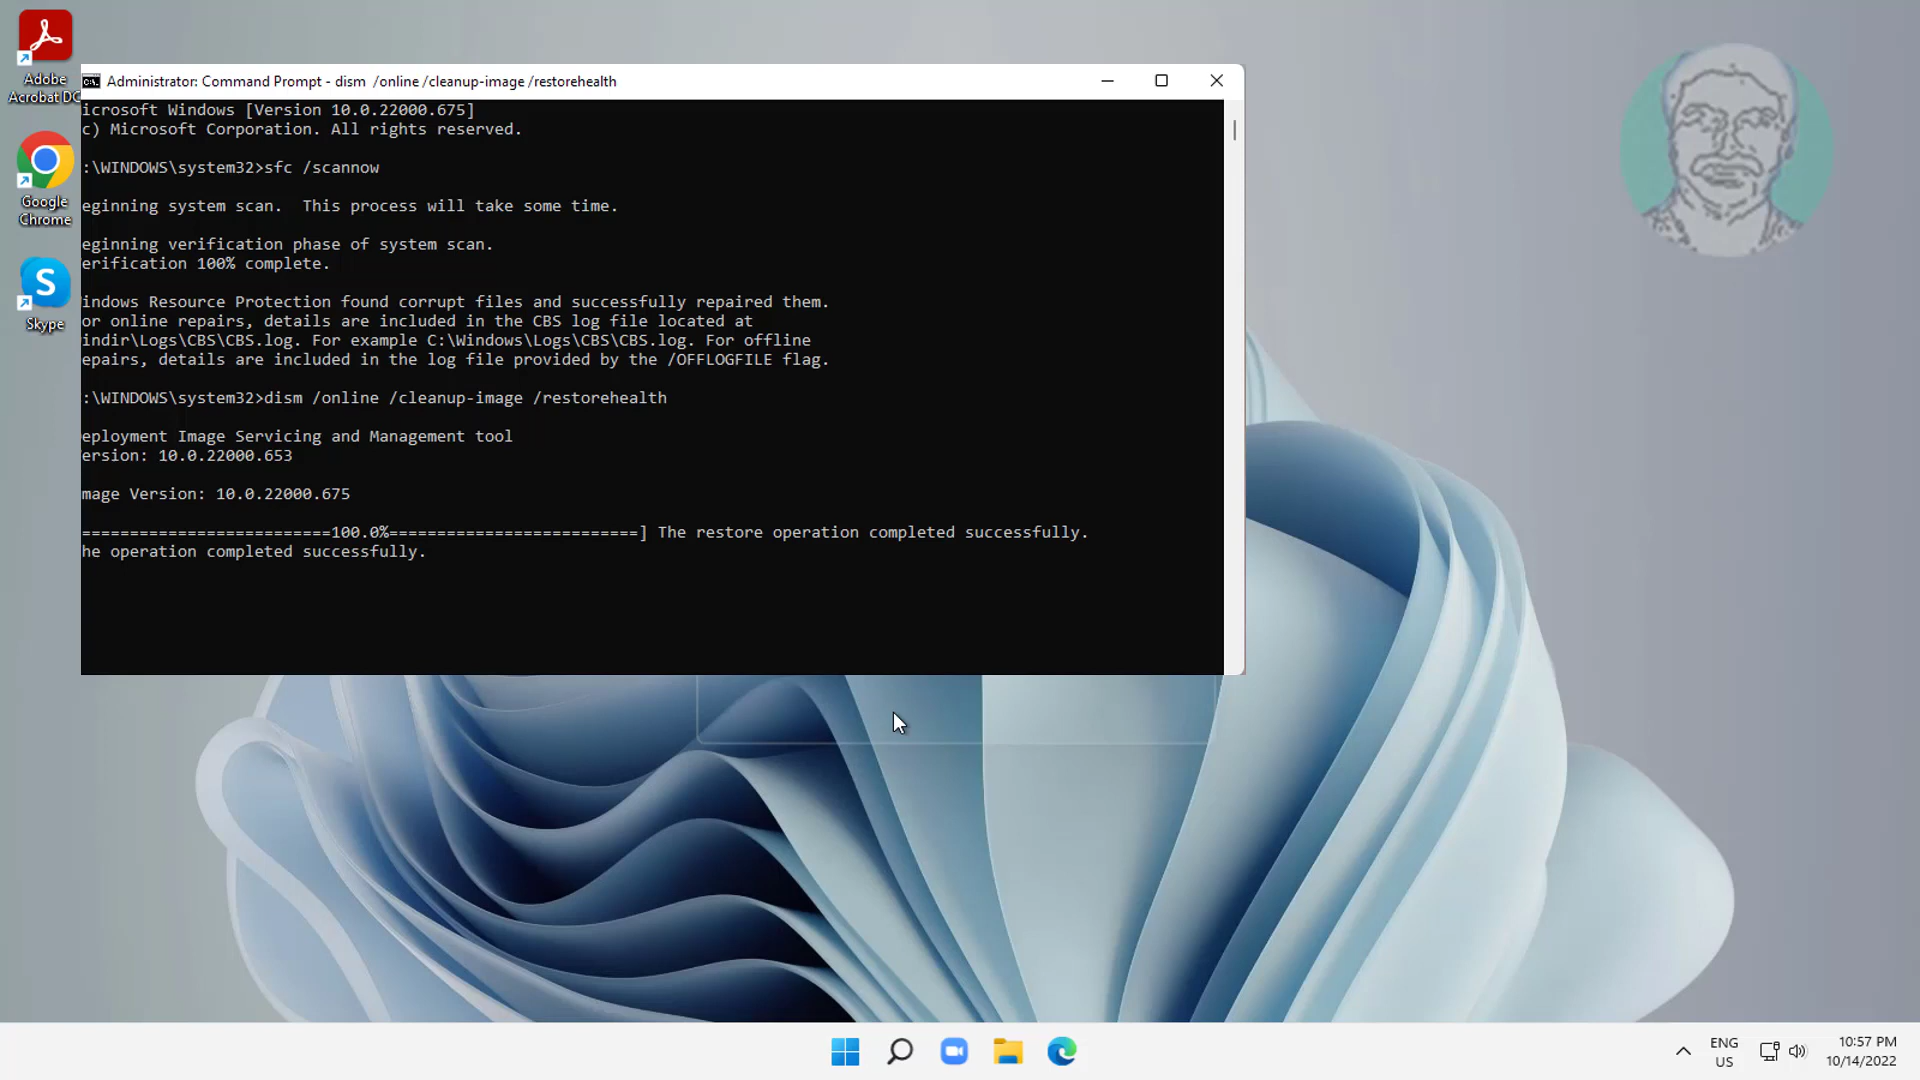 Adobe
Acrobat DC
Google
Chrome
Skype
Administrator: Command Prompt - dism  /online /cleanup-image /restorehealth
icrosoft Windows [Version 10.0.22000.675]
c) Microsoft Corporation. All rights reserved.
:\WINDOWS\system32>sfc /scannow
eginning system scan.  This process will take some time.
eginning verification phase of system scan.
erification 100% complete.
indows Resource Protection found corrupt files and successfully repaired them.
or online repairs, details are included in the CBS log file located at
indir\Logs\CBS\CBS.log. For example C:\Windows\Logs\CBS\CBS.log. For offline
epairs, details are included in the log file provided by the /OFFLOGFILE flag.
:\WINDOWS\system32>dism /online /cleanup-image /restorehealth
eployment Image Servicing and Management tool
ersion: 10.0.22000.653
mage Version: 10.0.22000.675
==========================100.0%==========================] The restore operation completed successfully.
he operation completed successfully.
ENG
US
10:57 PM
10/14/2022